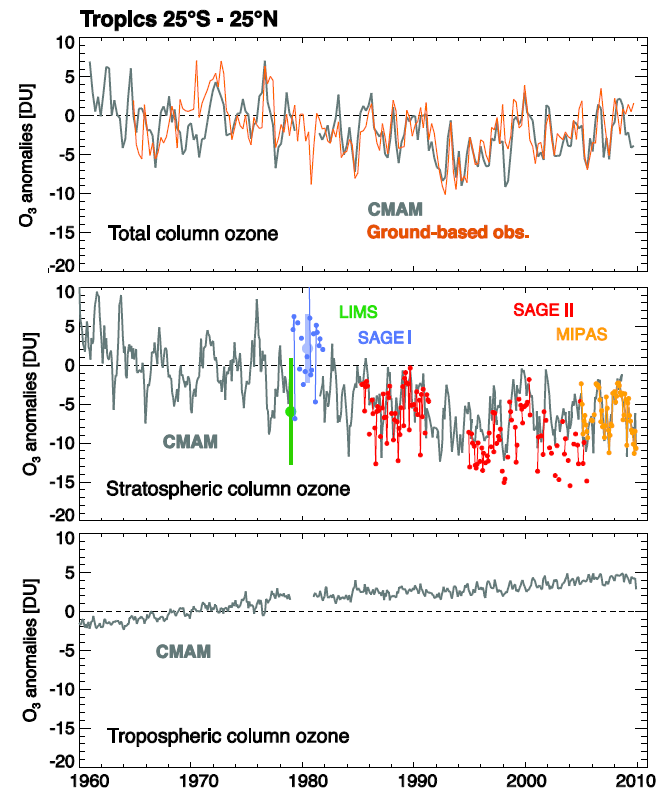 Tropics 25°S - 25°N
10
5
0
-5
-10
-15
-20
O3 anomalies [DU]
CMAM
Ground-based obs.
Total column ozone
10
5
0
-5
-10
-15
-20
O3 anomalies [DU]
LIMS
SAGE I
SAGE II
MIPAS
CMAM
Stratospheric column ozone
10
5
0
-5
-10
-15
-20
O3 anomalies [DU]
CMAM
Tropospheric column ozone
1960 1970 1980 1990 2000 2010